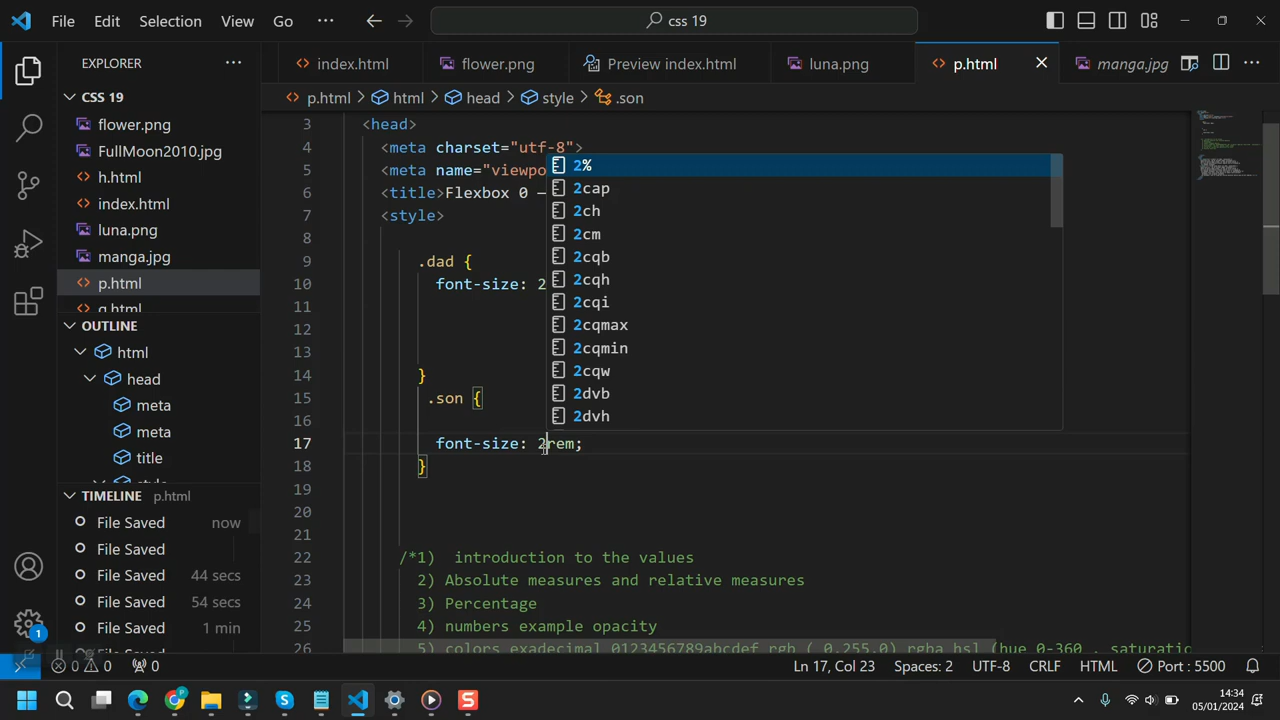 File Edit Selection View Go ··· css 19
EXPLORER ···
index.html flower.png Preview index.html luna.png p.html manga.jpg ···
p.html > html > head > style > .son
CSS 19
flower.png
FullMoon2010.jpg
h.html
index.html
luna.png
manga.jpg
p.html
g.html
OUTLINE
html
head
meta
meta
title
TIMELINE p.html
File Saved now
File Saved
File Saved 44 secs
File Saved 54 secs
File Saved 1 min
3 <head>
4 <meta charset="utf-8">
5 <meta name="viewpo
6 <title>Flexbox 0 –
7 <style>
8
9 .dad {
10 font-size: 2
11
12
13
14 }
15 .son {
16
17 font-size: 2rem;
18 }
19
20
21
22 /*1) introduction to the values
23 2) Absolute measures and relative measures
24 3) Percentage
25 4) numbers example opacity
26 5) colors exadecimal 0123456789abcdef rgb ( 0,255,0) rgba hsl (hue 0-360 , saturatio
2%
2cap
2ch
2cm
2cqb
2cqh
2cqi
2cqmax
2cqmin
2cqw
2dvb
2dvh
1
0 0 0 Ln 17, Col 23 Spaces: 2 UTF-8 CRLF HTML Port : 5500
14:34
05/01/2024